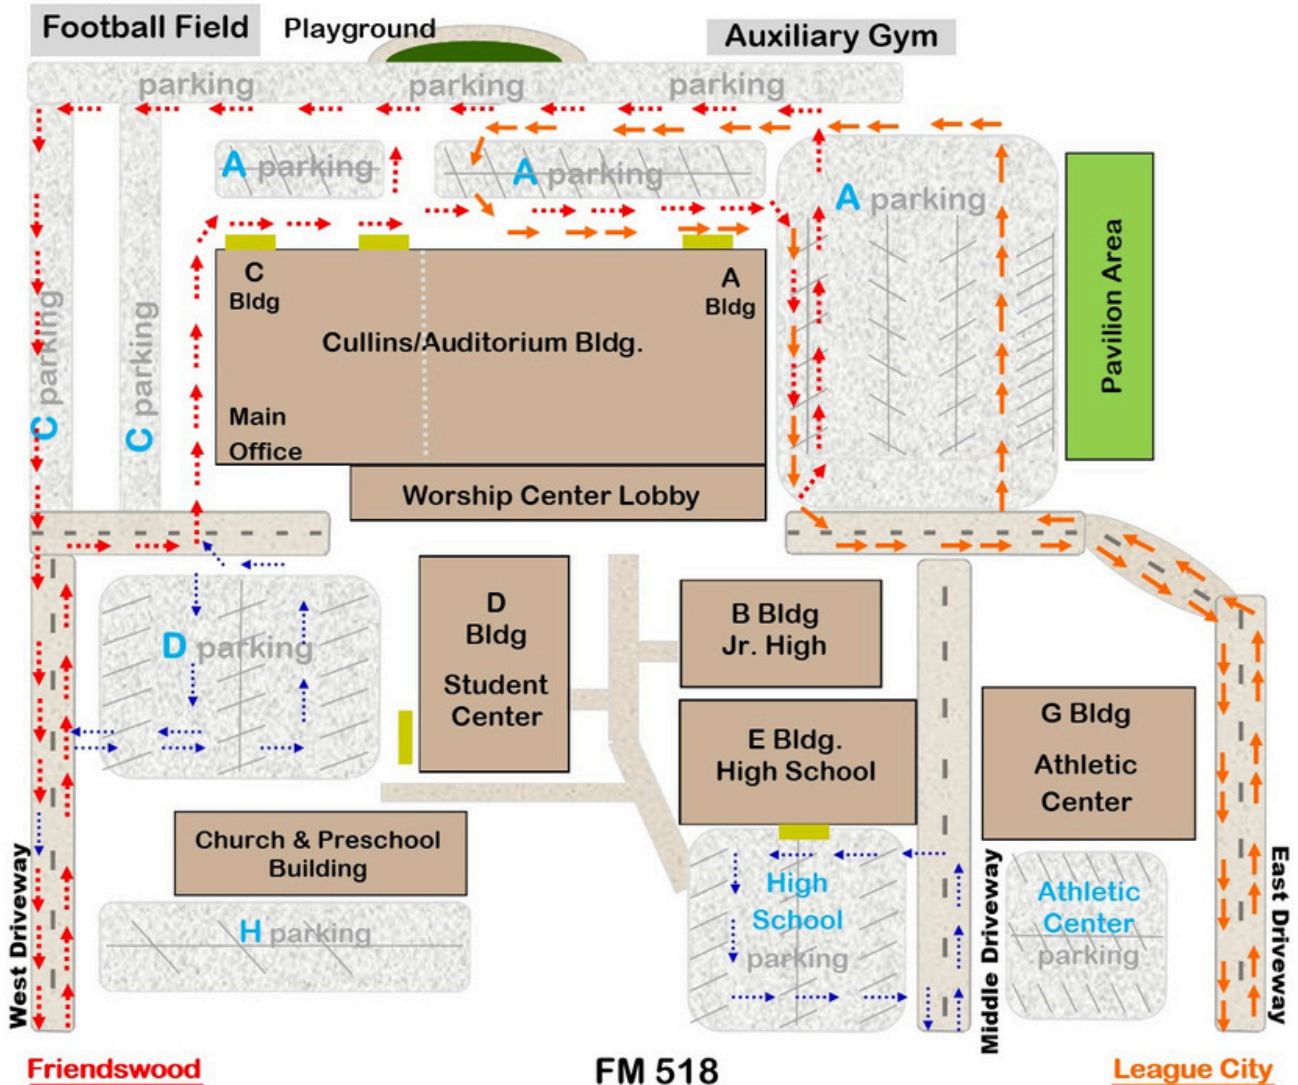 Football Field
Playground
Auxiliary Gym
parking
parking
parking
A parking
A parking
A parking
C
Bldg
A
Bldg
Cullins/Auditorium Bldg.
Main
Office
Worship Center Lobby
C parking
C parking
Pavilion Area
D
Bldg
Student
Center
B Bldg
Jr. High
D parking
E Bldg.
High School
G Bldg
Athletic
Center
Church & Preschool
Building
High
School
parking
Athletic
Center
parking
H parking
West Driveway
Middle Driveway
East Driveway
Friendswood
FM 518
League City